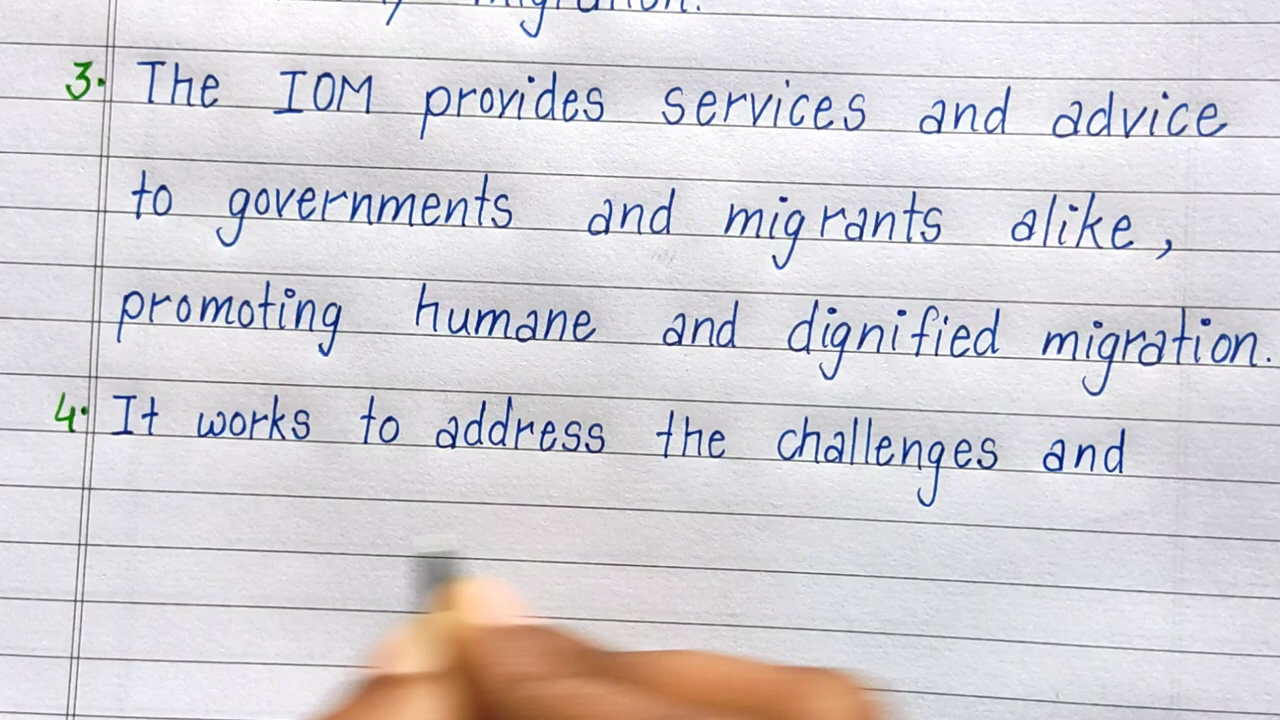 migration.
3. The IOM provides services and advice
to governments and migrants alike,
promoting humane and dignified migration.
4. It works to address the challenges and